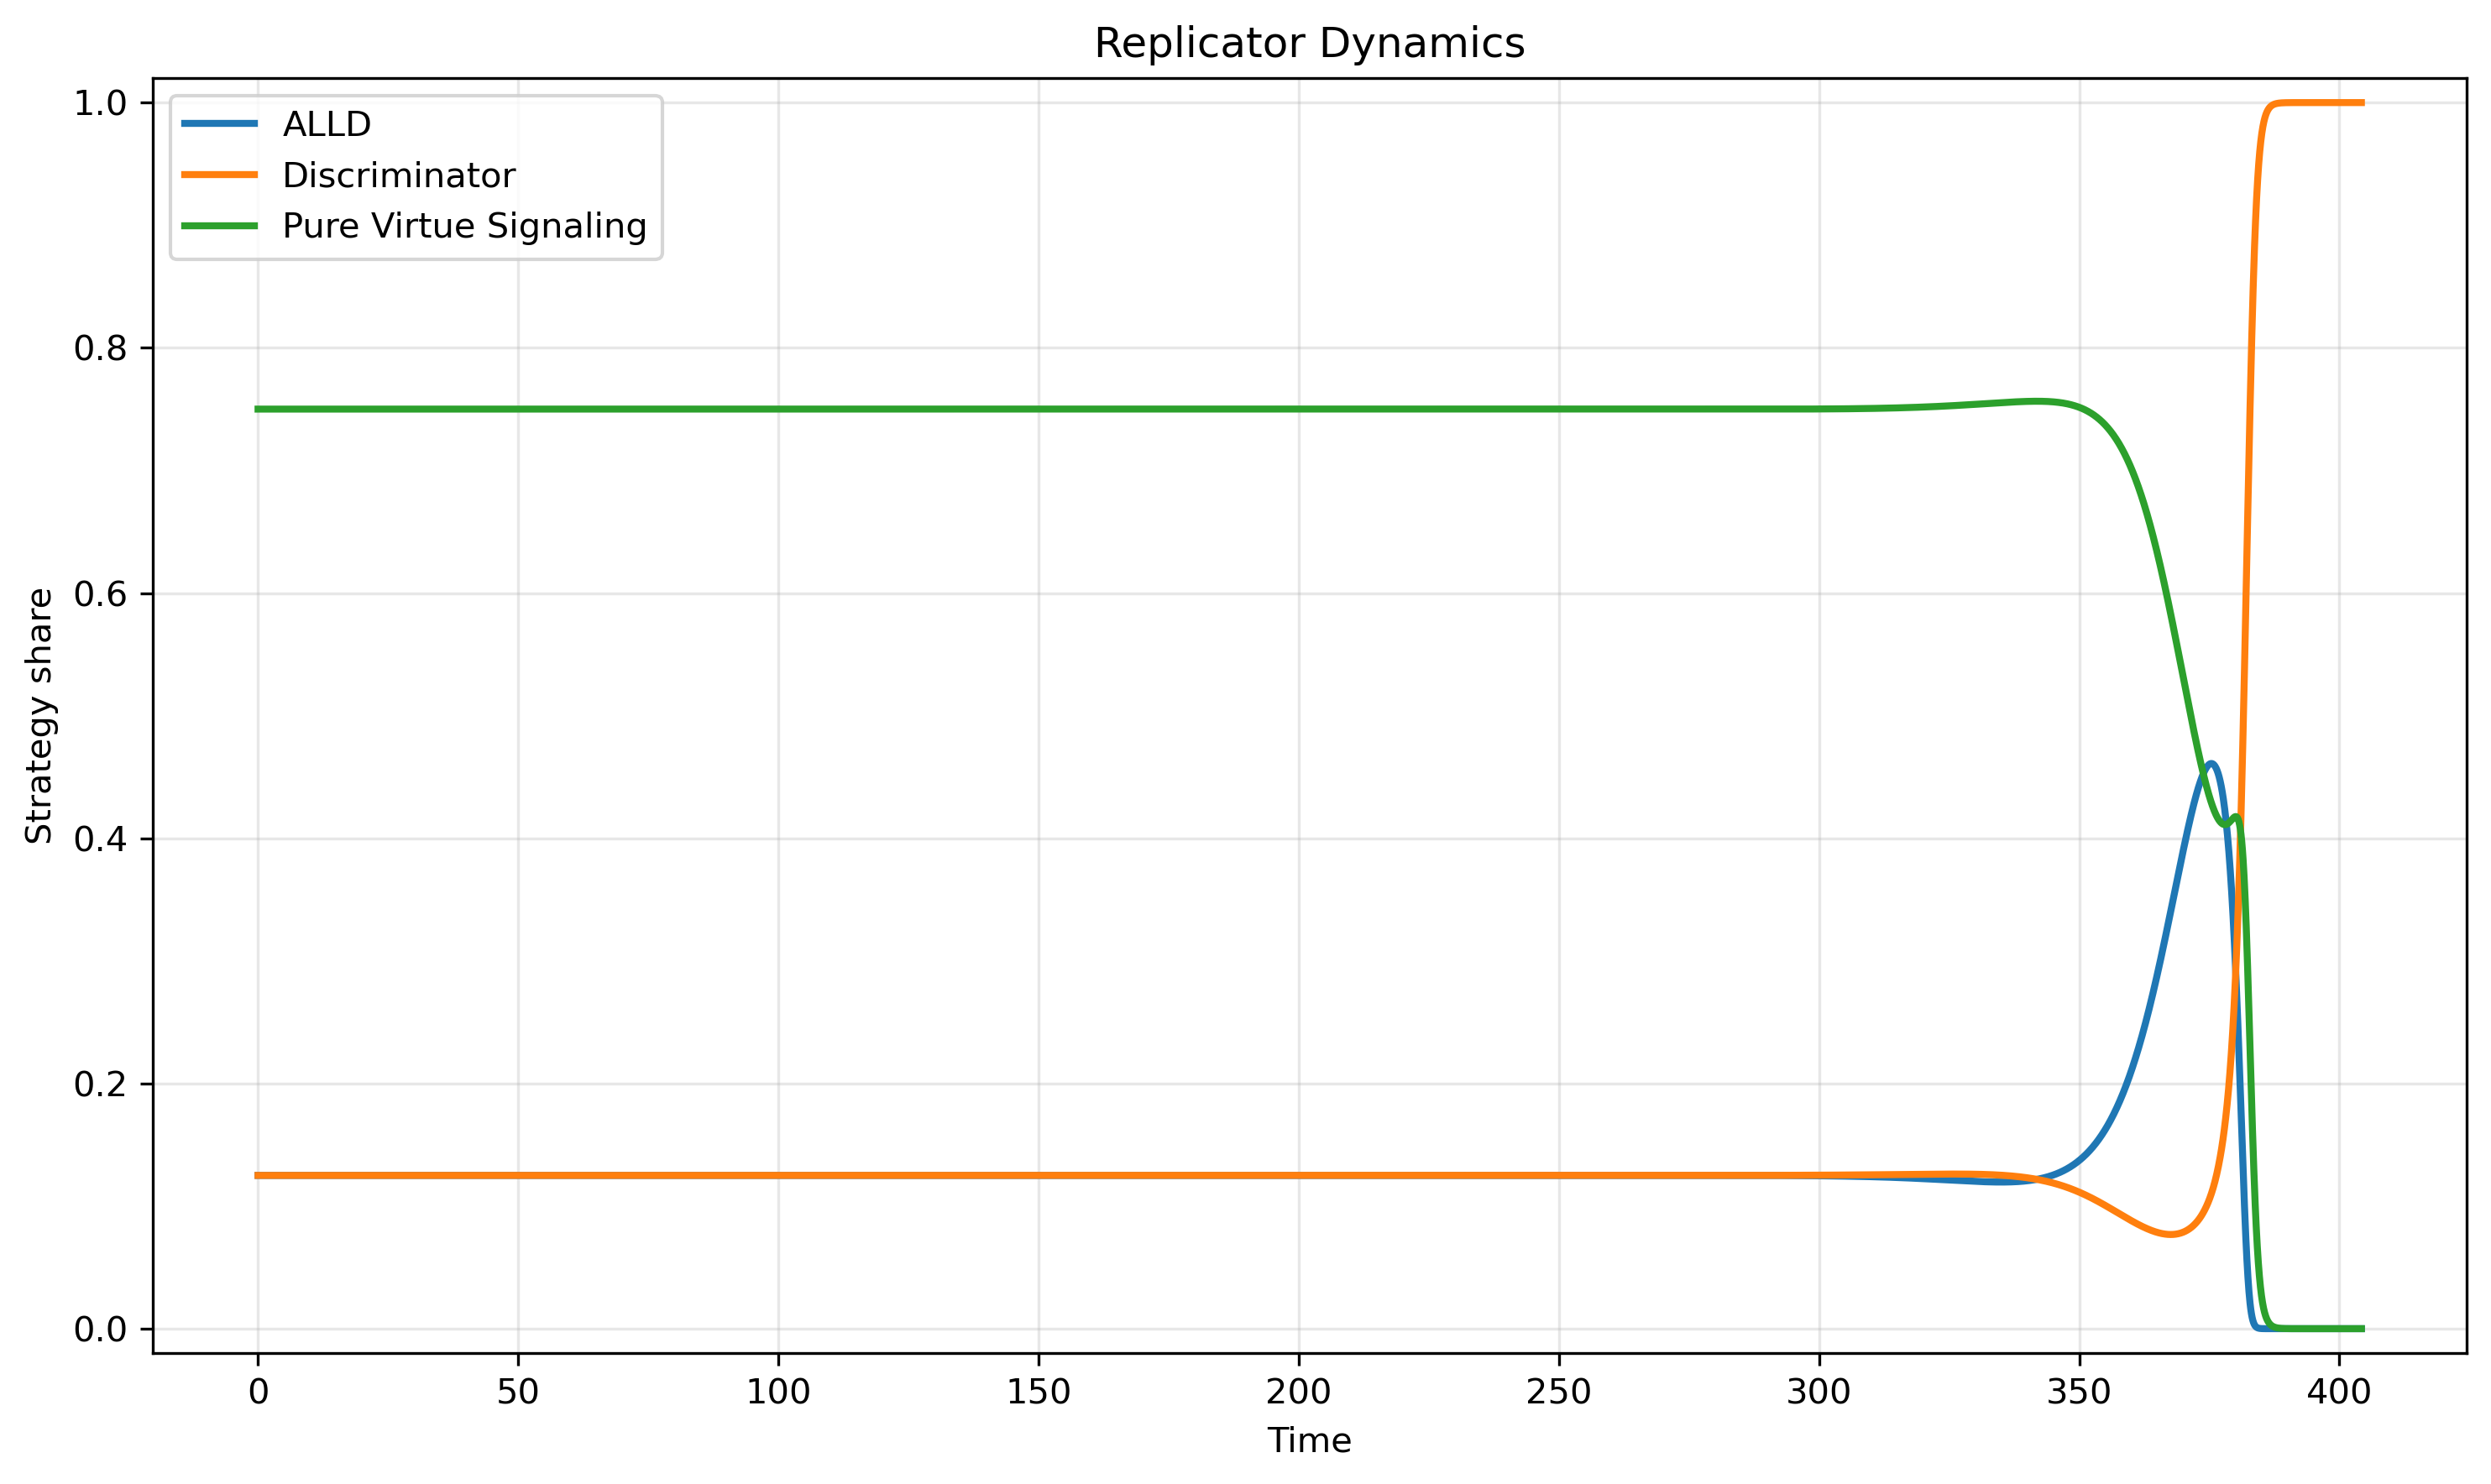 Replicator Dynamics
ALLD
Discriminator
Pure Virtue Signaling
Strategy share
1.0
0.8
0.6
0.4
0.2
0.0
0 50 100 150 200 250 300 350 400
Time